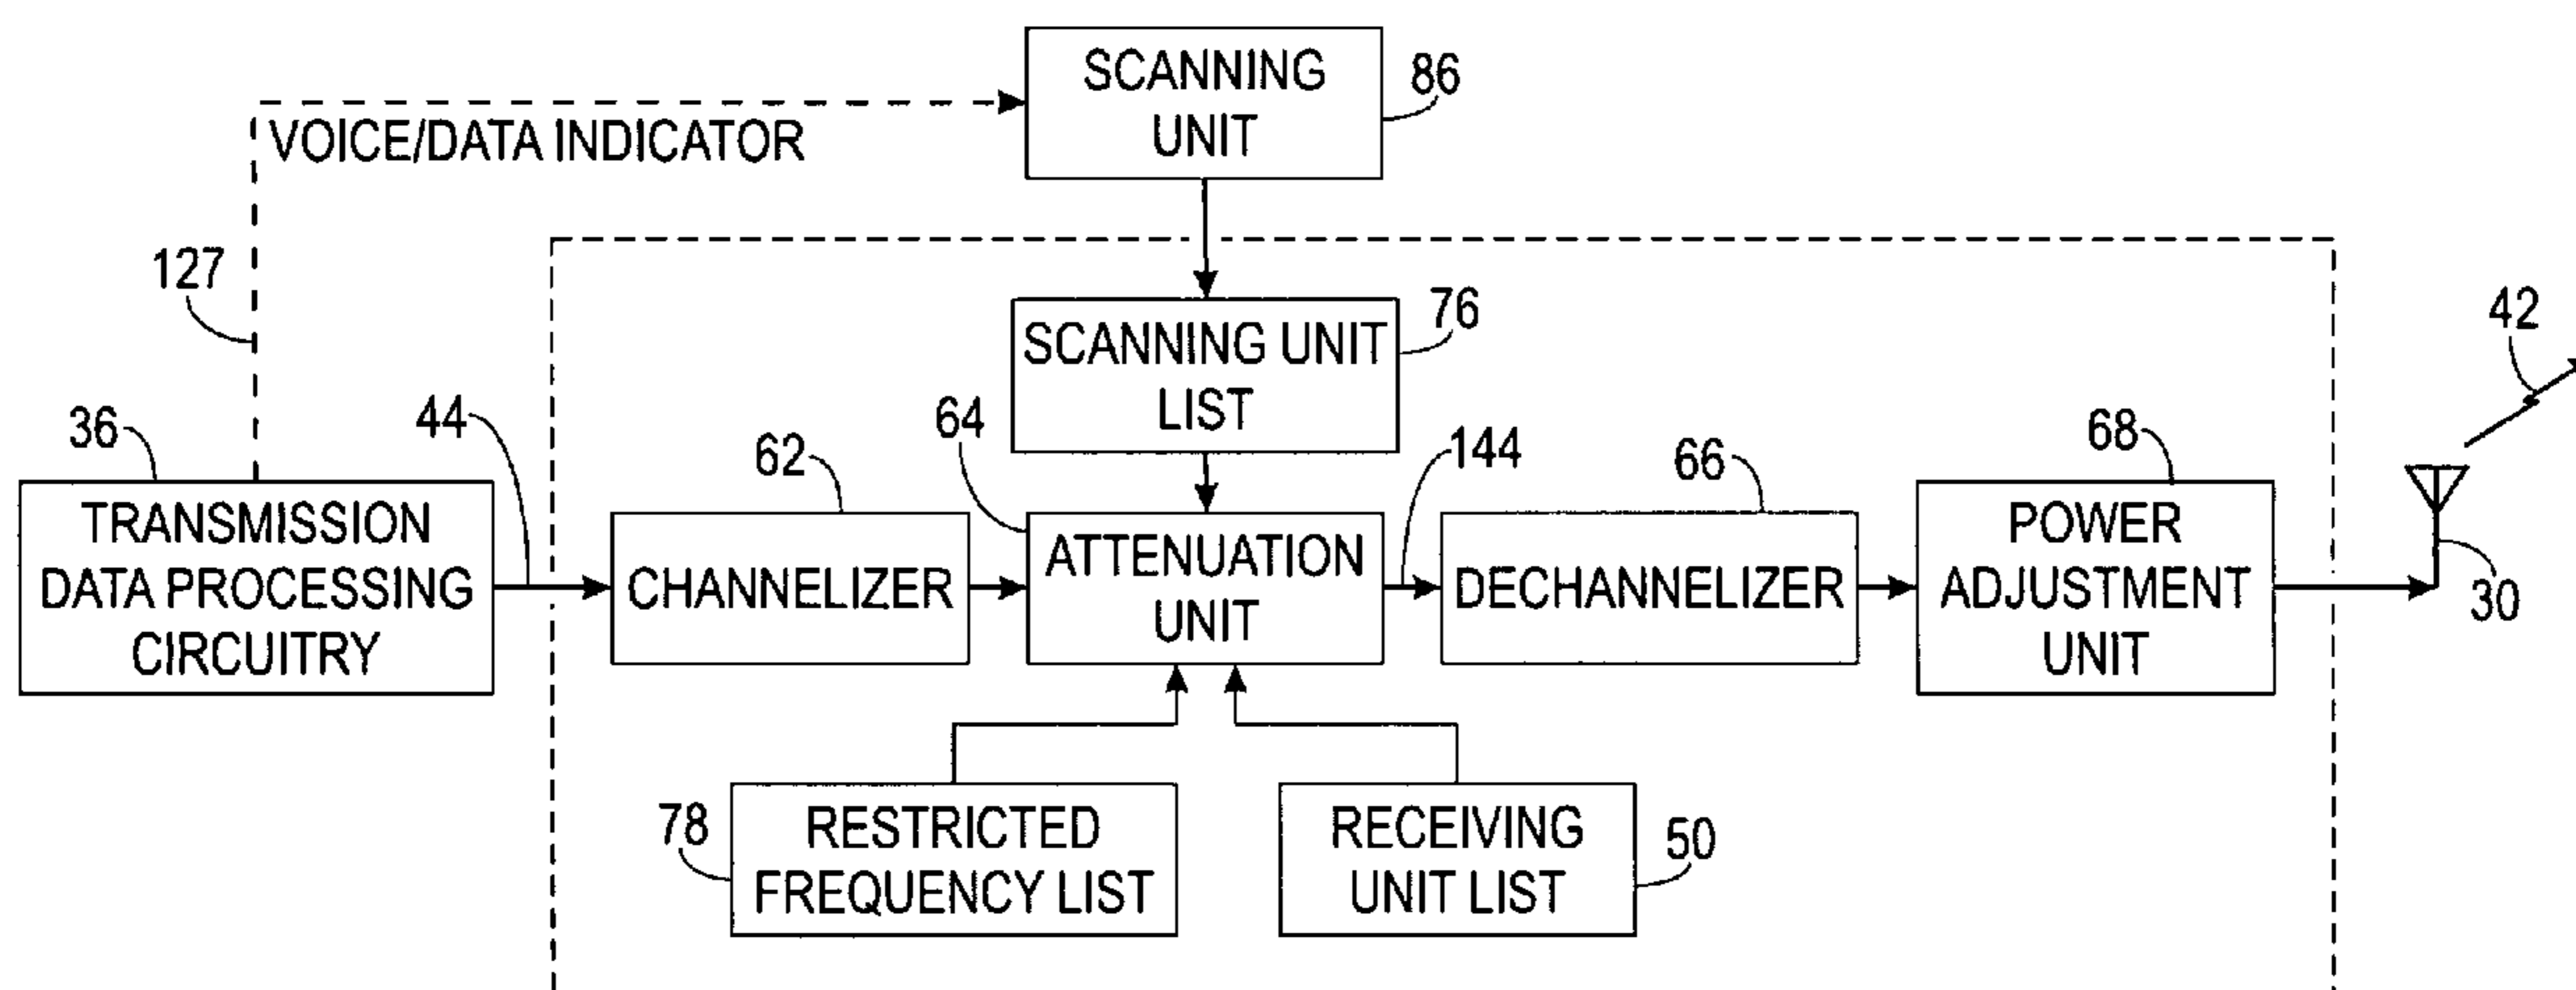 SCANNING
UNIT
86
VOICE/DATA INDICATOR
127
SCANNING UNIT
LIST
76
42
36
44
62
64
144
66
68
TRANSMISSION
DATA PROCESSING
CIRCUITRY
CHANNELIZER
ATTENUATION
UNIT
DECHANNELIZER
POWER
ADJUSTMENT
UNIT
30
78
RESTRICTED
FREQUENCY LIST
RECEIVING
UNIT LIST
50